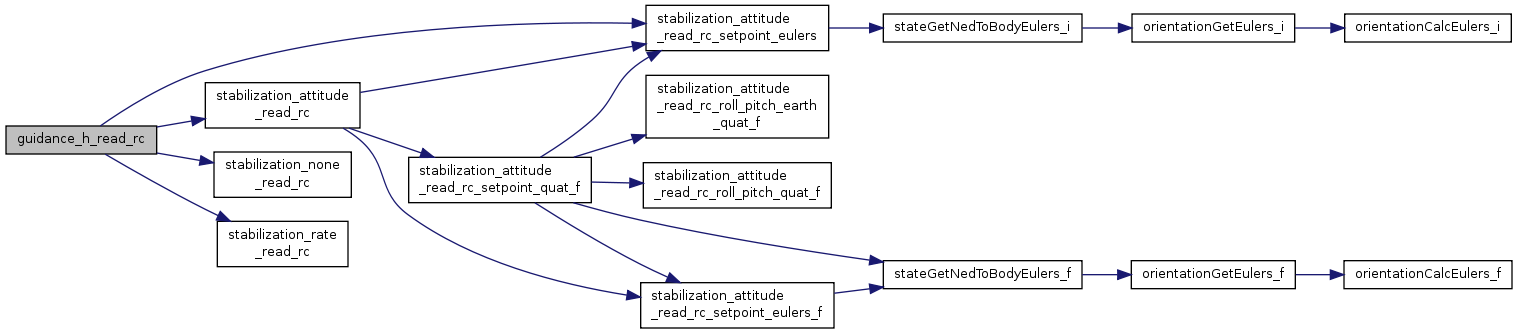 guidance_h_read_rc
stabilization_attitude
_read_rc
stabilization_none
_read_rc
stabilization_rate
_read_rc
stabilization_attitude
_read_rc_setpoint_quat_f
stabilization_attitude
_read_rc_setpoint_eulers
stabilization_attitude
_read_rc_roll_pitch_earth
_quat_f
stabilization_attitude
_read_rc_roll_pitch_quat_f
stabilization_attitude
_read_rc_setpoint_eulers_f
stateGetNedToBodyEulers_i
orientationGetEulers_i
orientationCalcEulers_i
stateGetNedToBodyEulers_f
orientationGetEulers_f
orientationCalcEulers_f